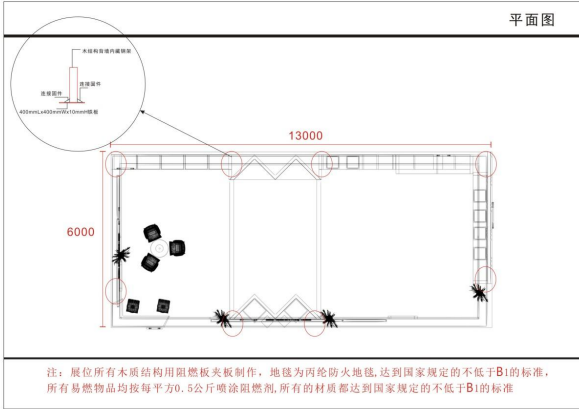 平面图
木结构背墙内藏钢架
连接固件
连接固件
400mmLx400mmWx10mmH铁板
13000
6000
注：展位所有木质结构用阻燃板夹板制作，地毯为丙纶防火地毯,达到国家规定的不低于B1的标准，
所有易燃物品均按每平方0.5公斤喷涂阻燃剂,所有的材质都达到国家规定的不低于B1的标准